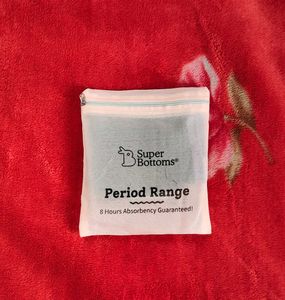 Super
Bottoms®
Period Range
8 Hours Absorbency Guaranteed!